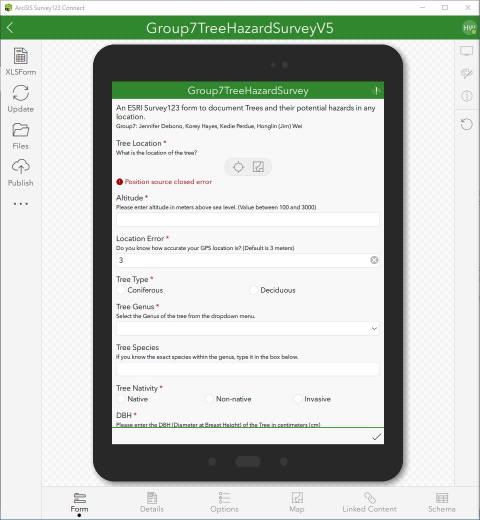 ArcGIS Survey123 Connect
Group7TreeHazardSurveyV5
XLSForm
Update
Files
Publish
Group7TreeHazardSurvey
An ESRI Survey123 form to document Trees and their potential hazards in any
location.
Group7: Jennifer Debono, Korey Hayes, Kedie Perdue, Honglin (Jim) Wei
Tree Location *
What is the location of the tree?
Position source closed error
Altitude *
Please enter altitude in meters above sea level. (Value between 100 and 3000)
Location Error *
Do you know how accurate your GPS location is? (Default is 3 meters)
3
Tree Type *
Coniferous Deciduous
Tree Genus *
Select the Genus of the tree from the dropdown menu.
Tree Species
If you know the exact species within the genus, type it in the box below.
Tree Nativity *
Native Non-native Invasive
DBH *
Please enter the DBH (Diameter at Breast Height) of the Tree in centimeters (cm)
Form Details Options Map Linked Content Schema